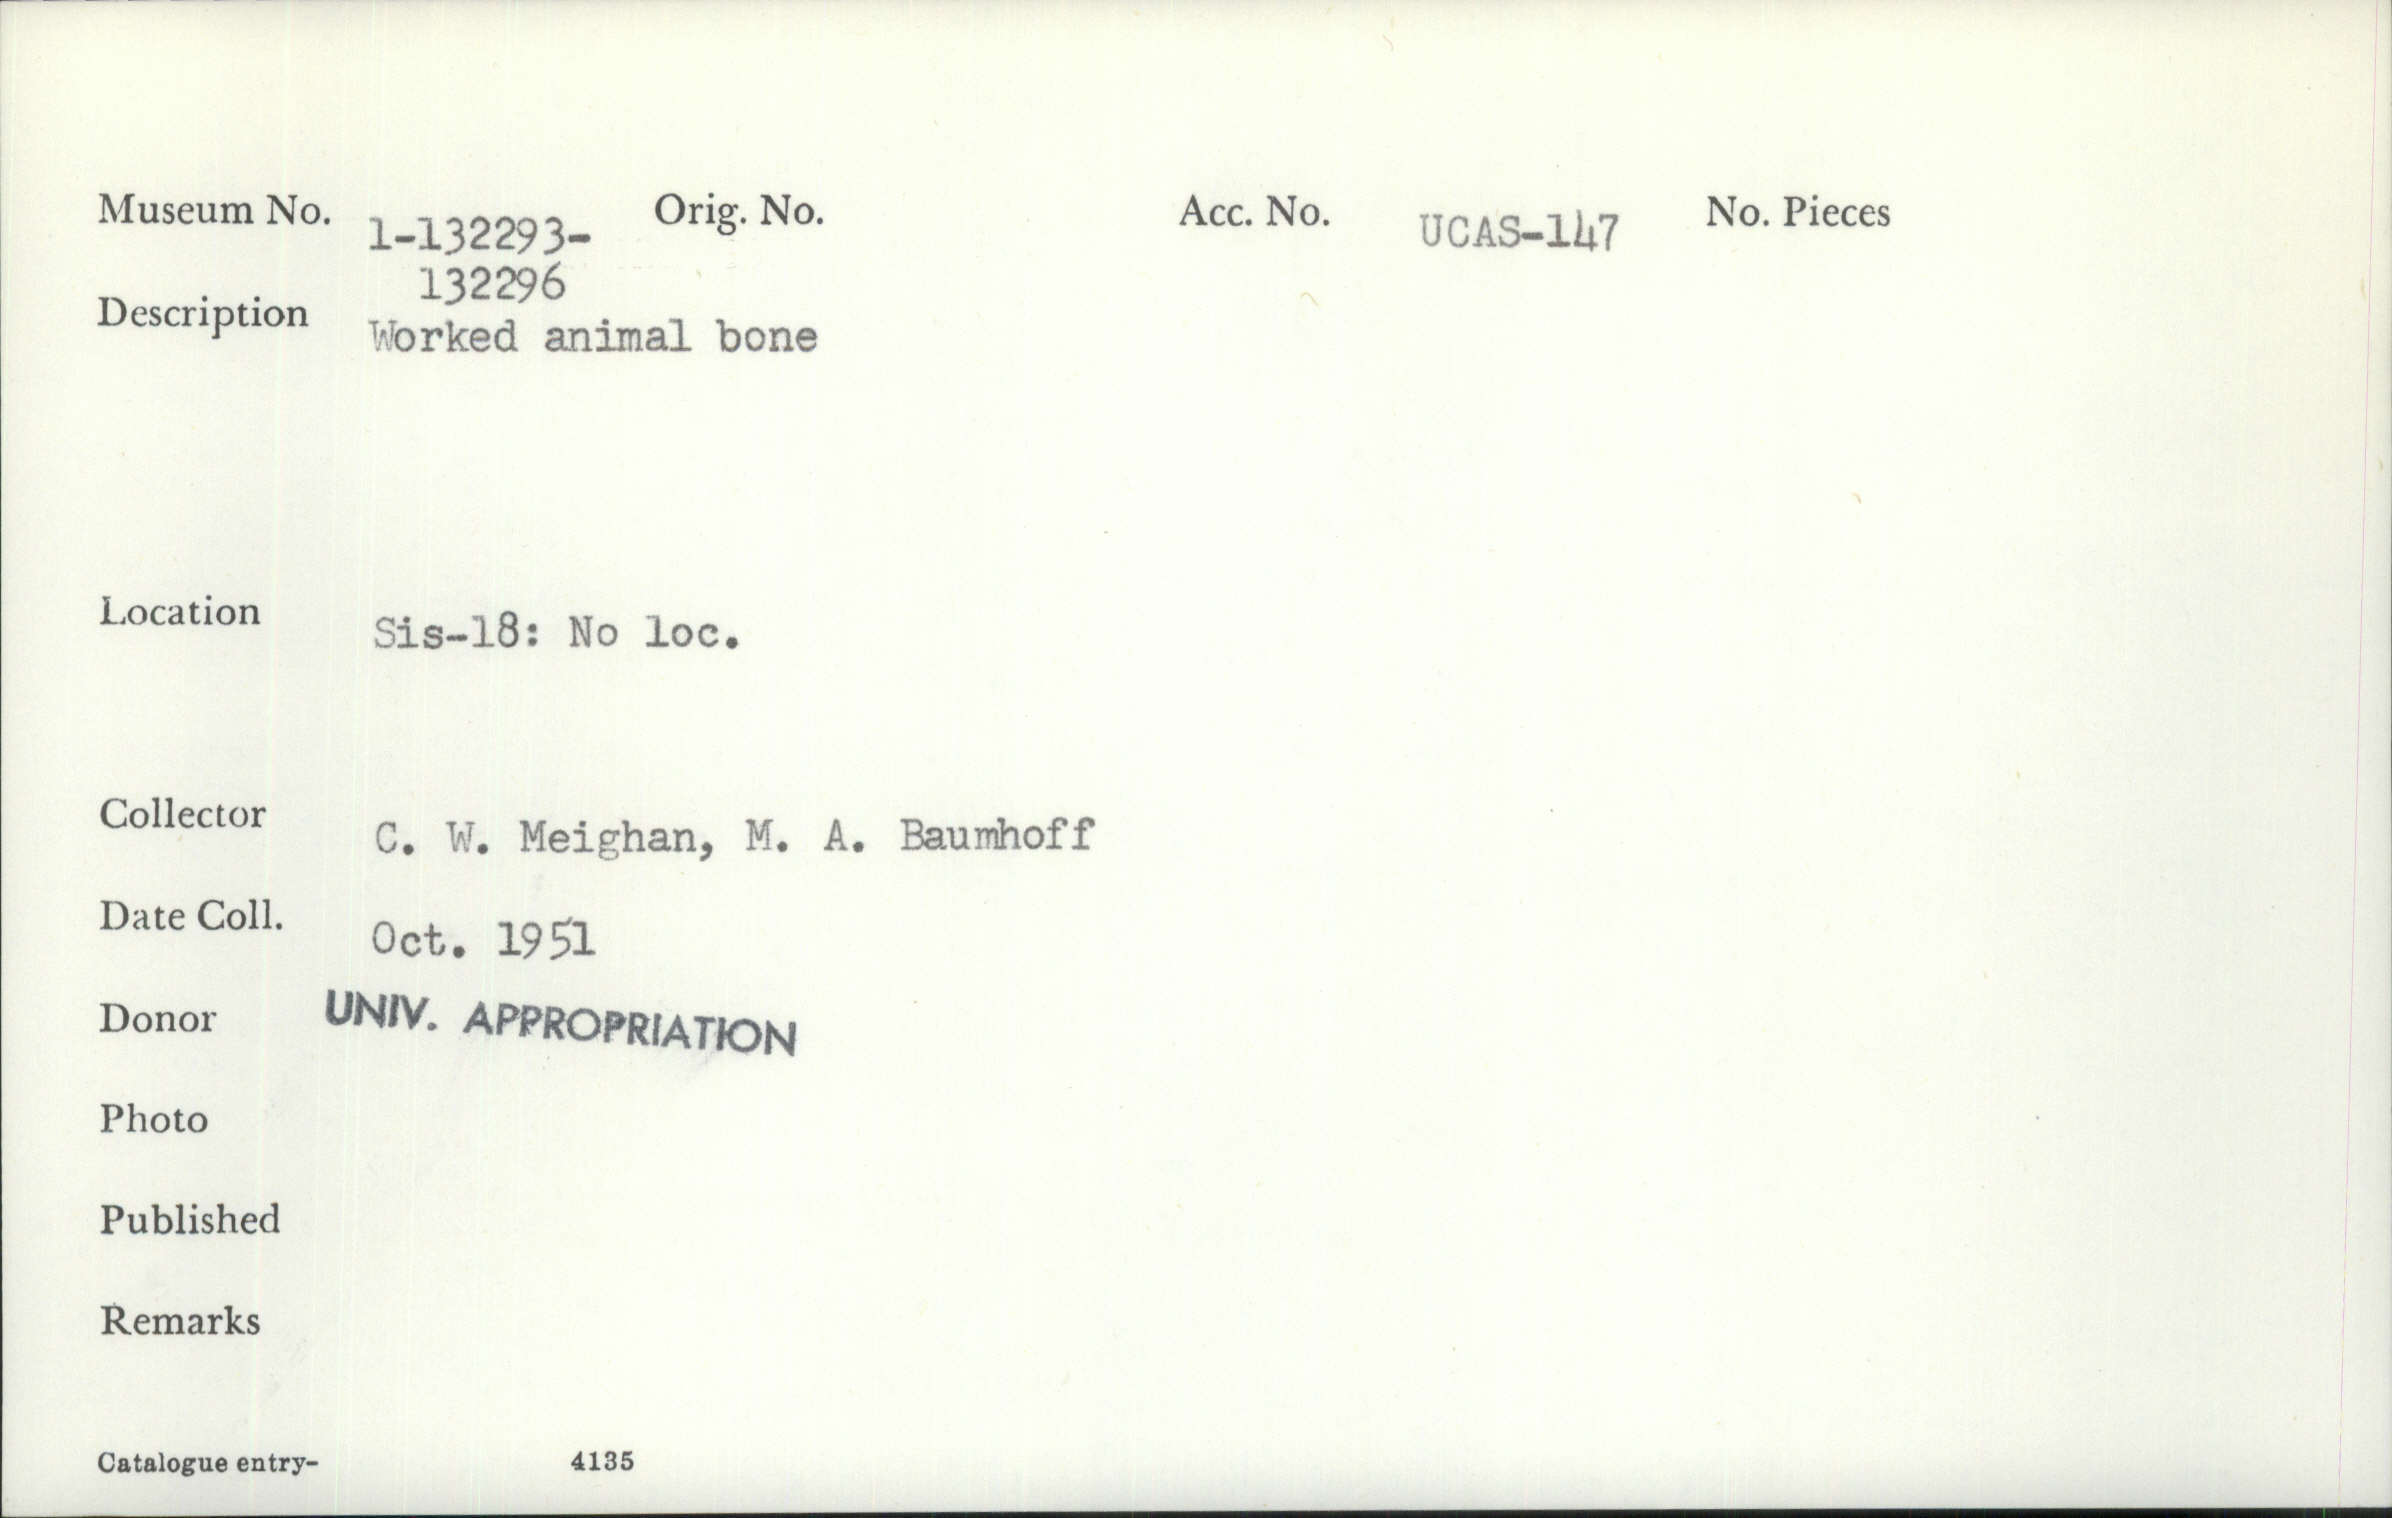 Museum No. 1-132293- Orig. No. Acc. No. UCAS-147 No. Pieces
132296
Description Worked animal bone
Location Sis-18: No loc.
Collector C. W. Meighan, M. A. Baumhoff
Date Coll. Oct. 1951
Donor UNIV. APPROPRIATION
Photo
Published
Remarks
Catalogue entry- 4135